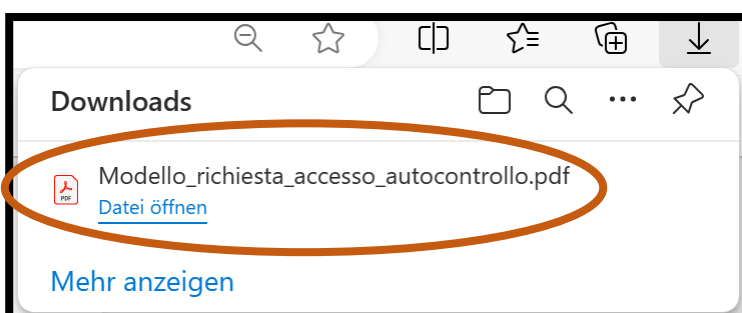 Downloads
Modello_richiesta_accesso_autocontrollo.pdf
PDF
Datei öffnen
Mehr anzeigen